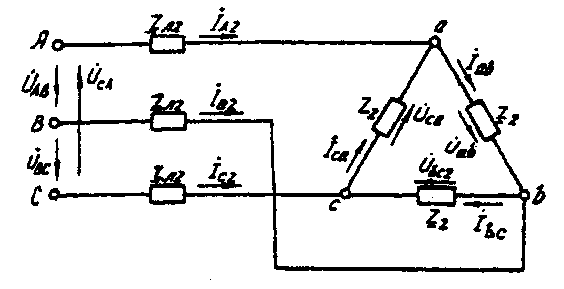 A
Zл2
İA2
a
İab
U̇AB
U̇CA
Z2
U̇ca
Z2
B
Zл2
İB2
İca
U̇ab
U̇BC
U̇bc2
C
Zл2
İC2
c
b
Z2
İbc